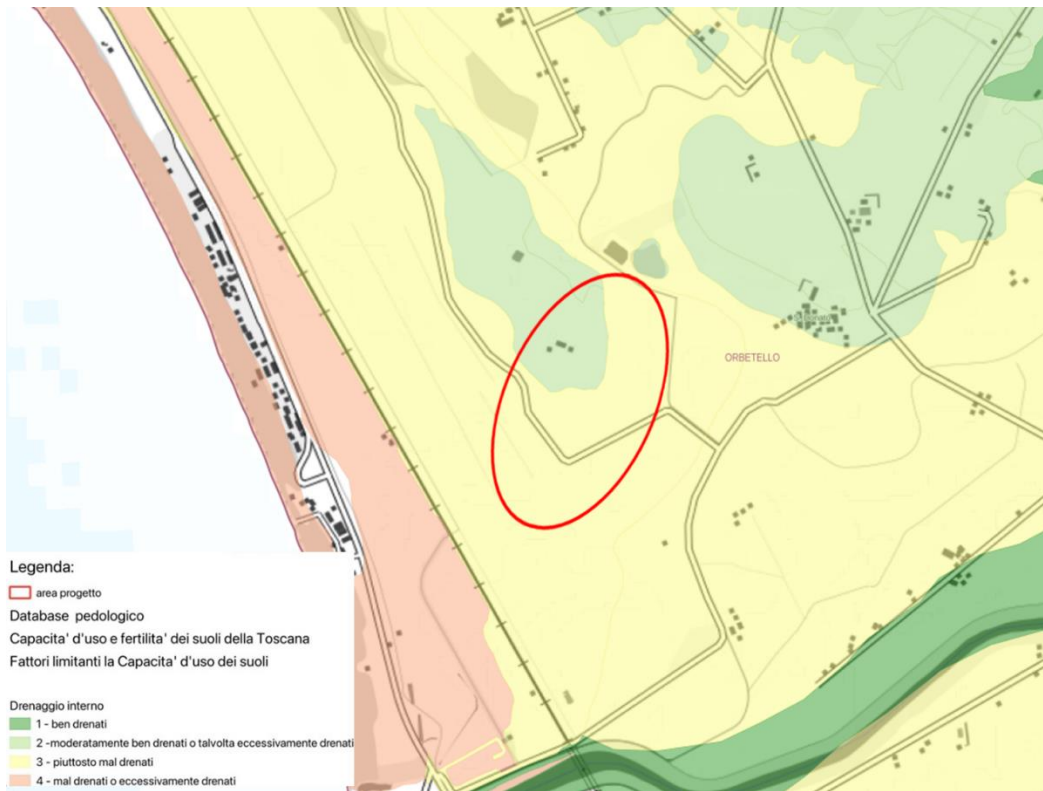 ORBETELLO
Legenda:
area progetto
Database pedologico
Capacita' d'uso e fertilita' dei suoli della Toscana
Fattori limitanti la Capacita' d'uso dei suoli
Drenaggio interno
1 - ben drenati
2 -moderatamente ben drenati o talvolta eccessivamente drenati
3 - piuttosto mal drenati
4 - mal drenati o eccessivamente drenati